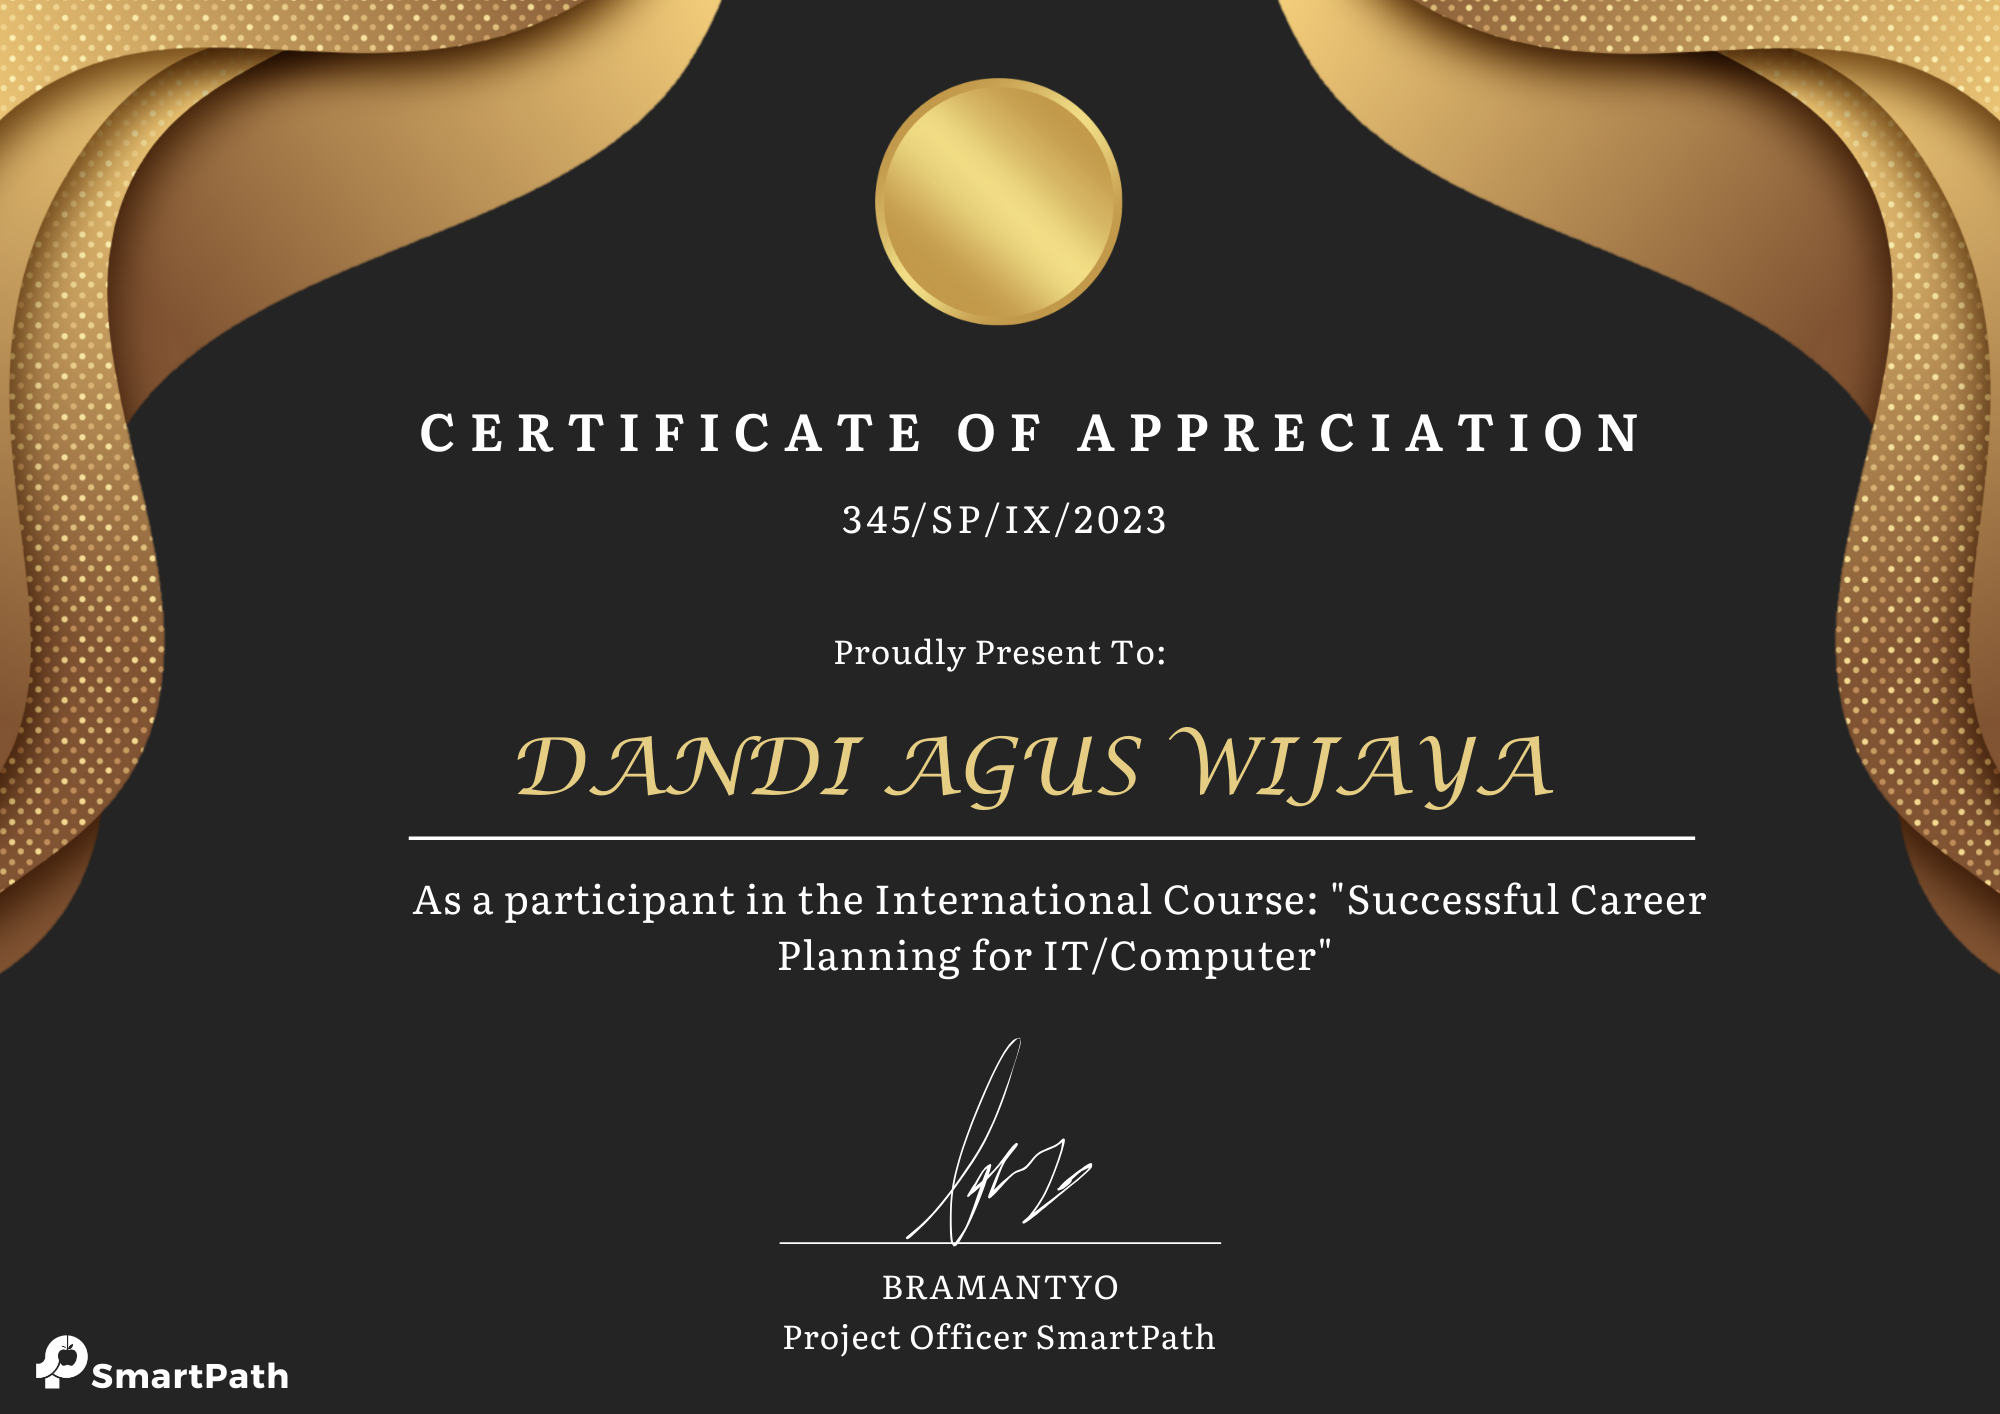 CERTIFICATE OF APPRECIATION
345/SP/IX/2023
Proudly Present To:
DANDI AGUS WIJAYA
As a participant in the International Course: "Successful Career
Planning for IT/Computer"
BRAMANTYO
Project Officer SmartPath
SmartPath